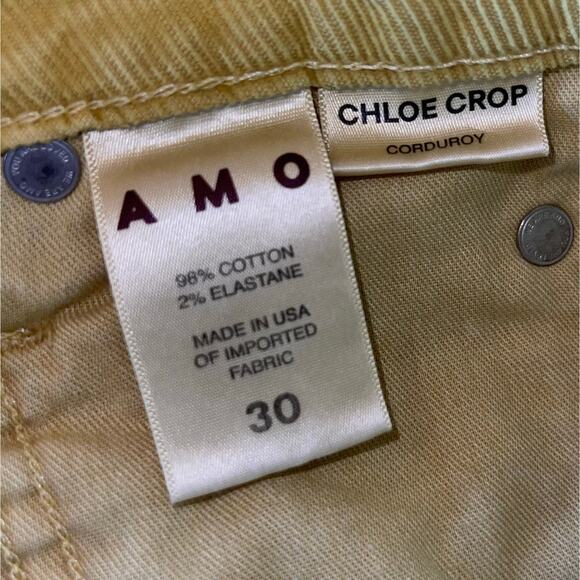 AMO
98% COTTON
2% ELASTANE
MADE IN USA
OF IMPORTED
FABRIC
30
CHLOE CROP
CORDUROY